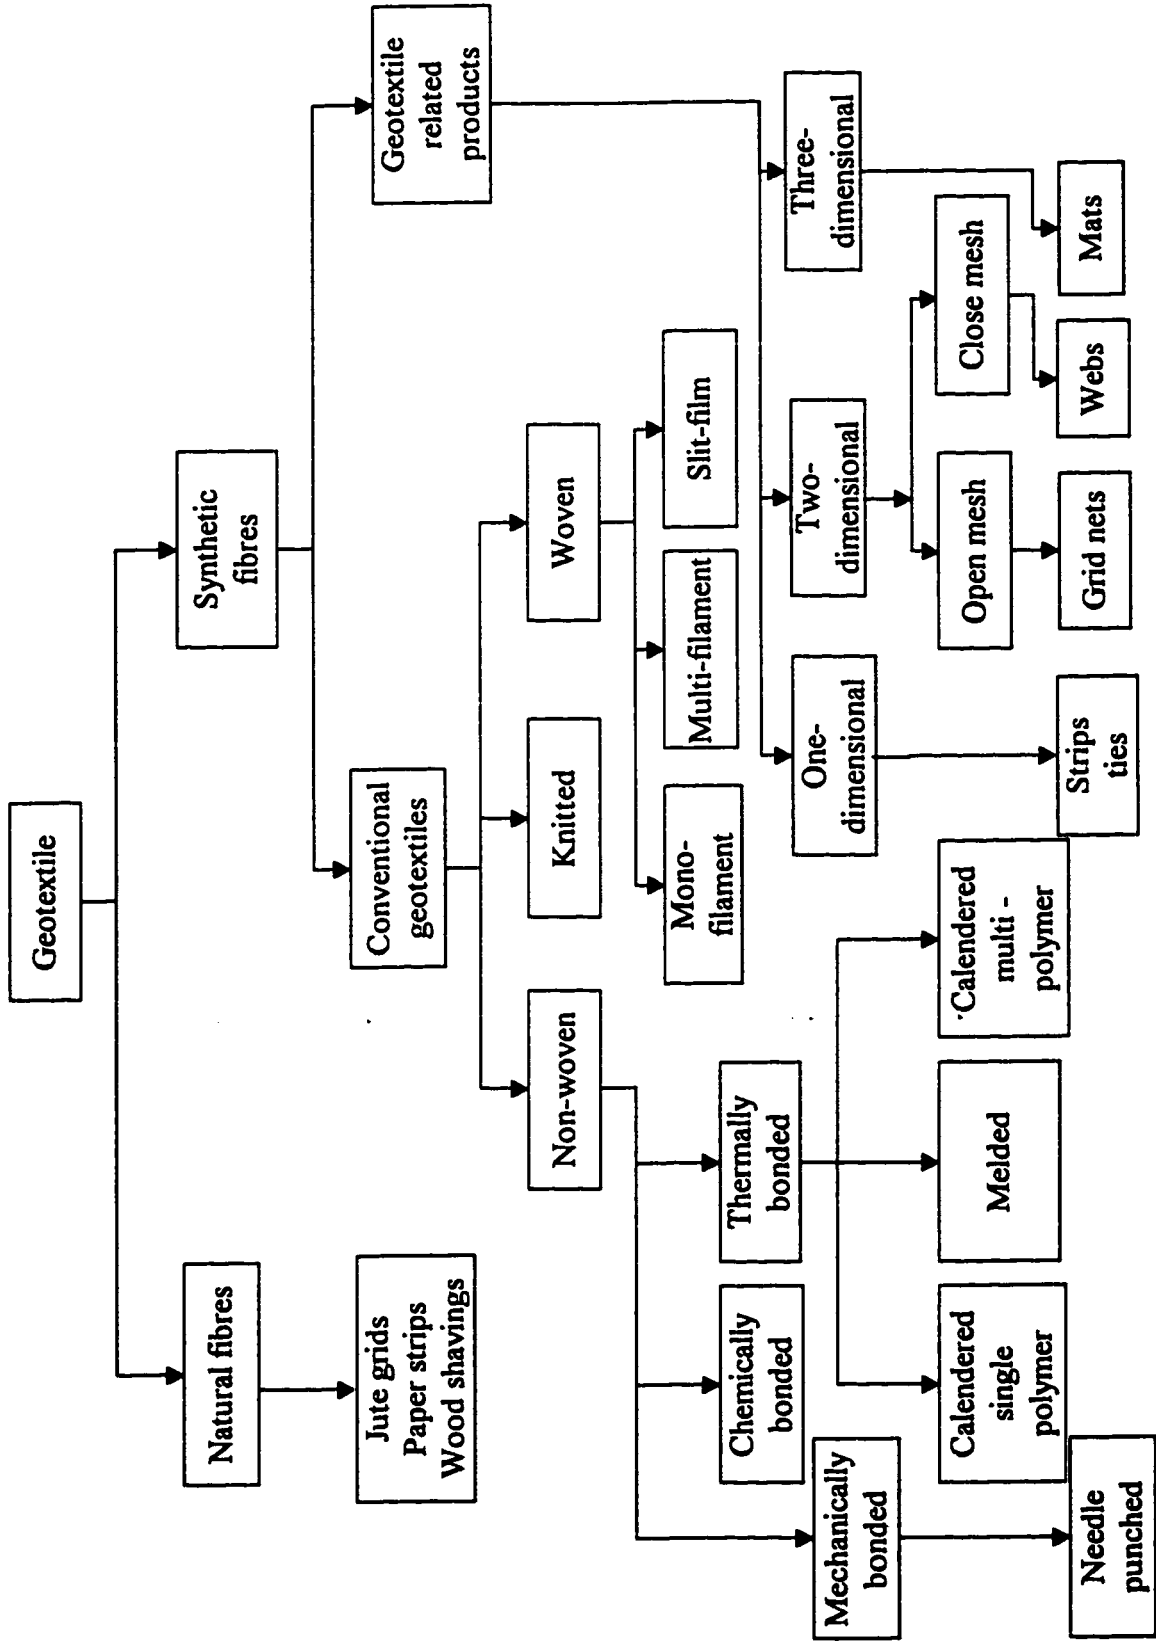 Geotextile
Natural fibres
Synthetic
fibres
Jute grids
Paper strips
Wood shavings
Conventional
geotextiles
Geotextile
related
products
Non-woven
Knitted
Woven
Mono-
filament
Multi-filament
Slit-film
Mechanically
bonded
Chemically
bonded
Thermally
bonded
One-
dimensional
Two-
dimensional
Three-
dimensional
Calendered
single
polymer
Melded
Calendered
multi -
polymer
Open mesh
Close mesh
Needle
punched
Strips
ties
Grid nets
Webs
Mats